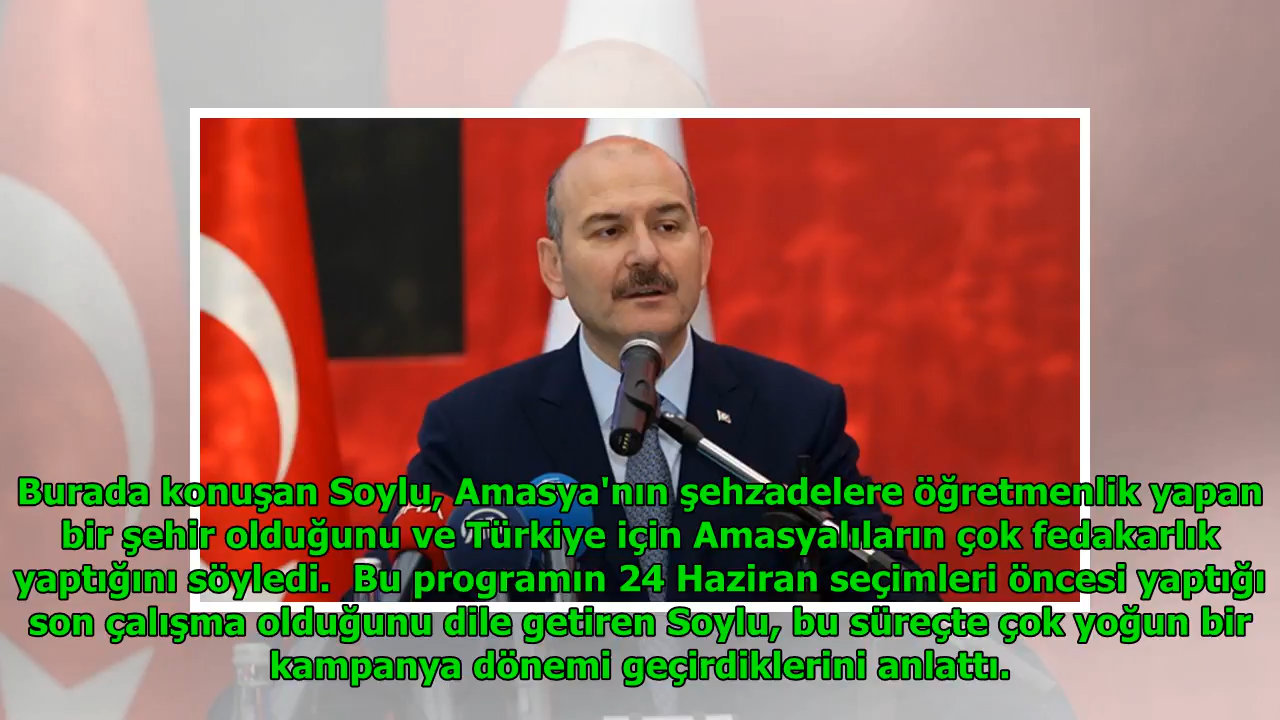 Burada konuşan Soylu, Amasya'nın şehzadelere öğretmenlik yapan
bir şehir olduğunu ve Türkiye için Amasyalıların çok fedakarlık
yaptığını söyledi.  Bu programın 24 Haziran seçimleri öncesi yaptığı
son çalışma olduğunu dile getiren Soylu, bu süreçte çok yoğun bir
kampanya dönemi geçirdiklerini anlattı.